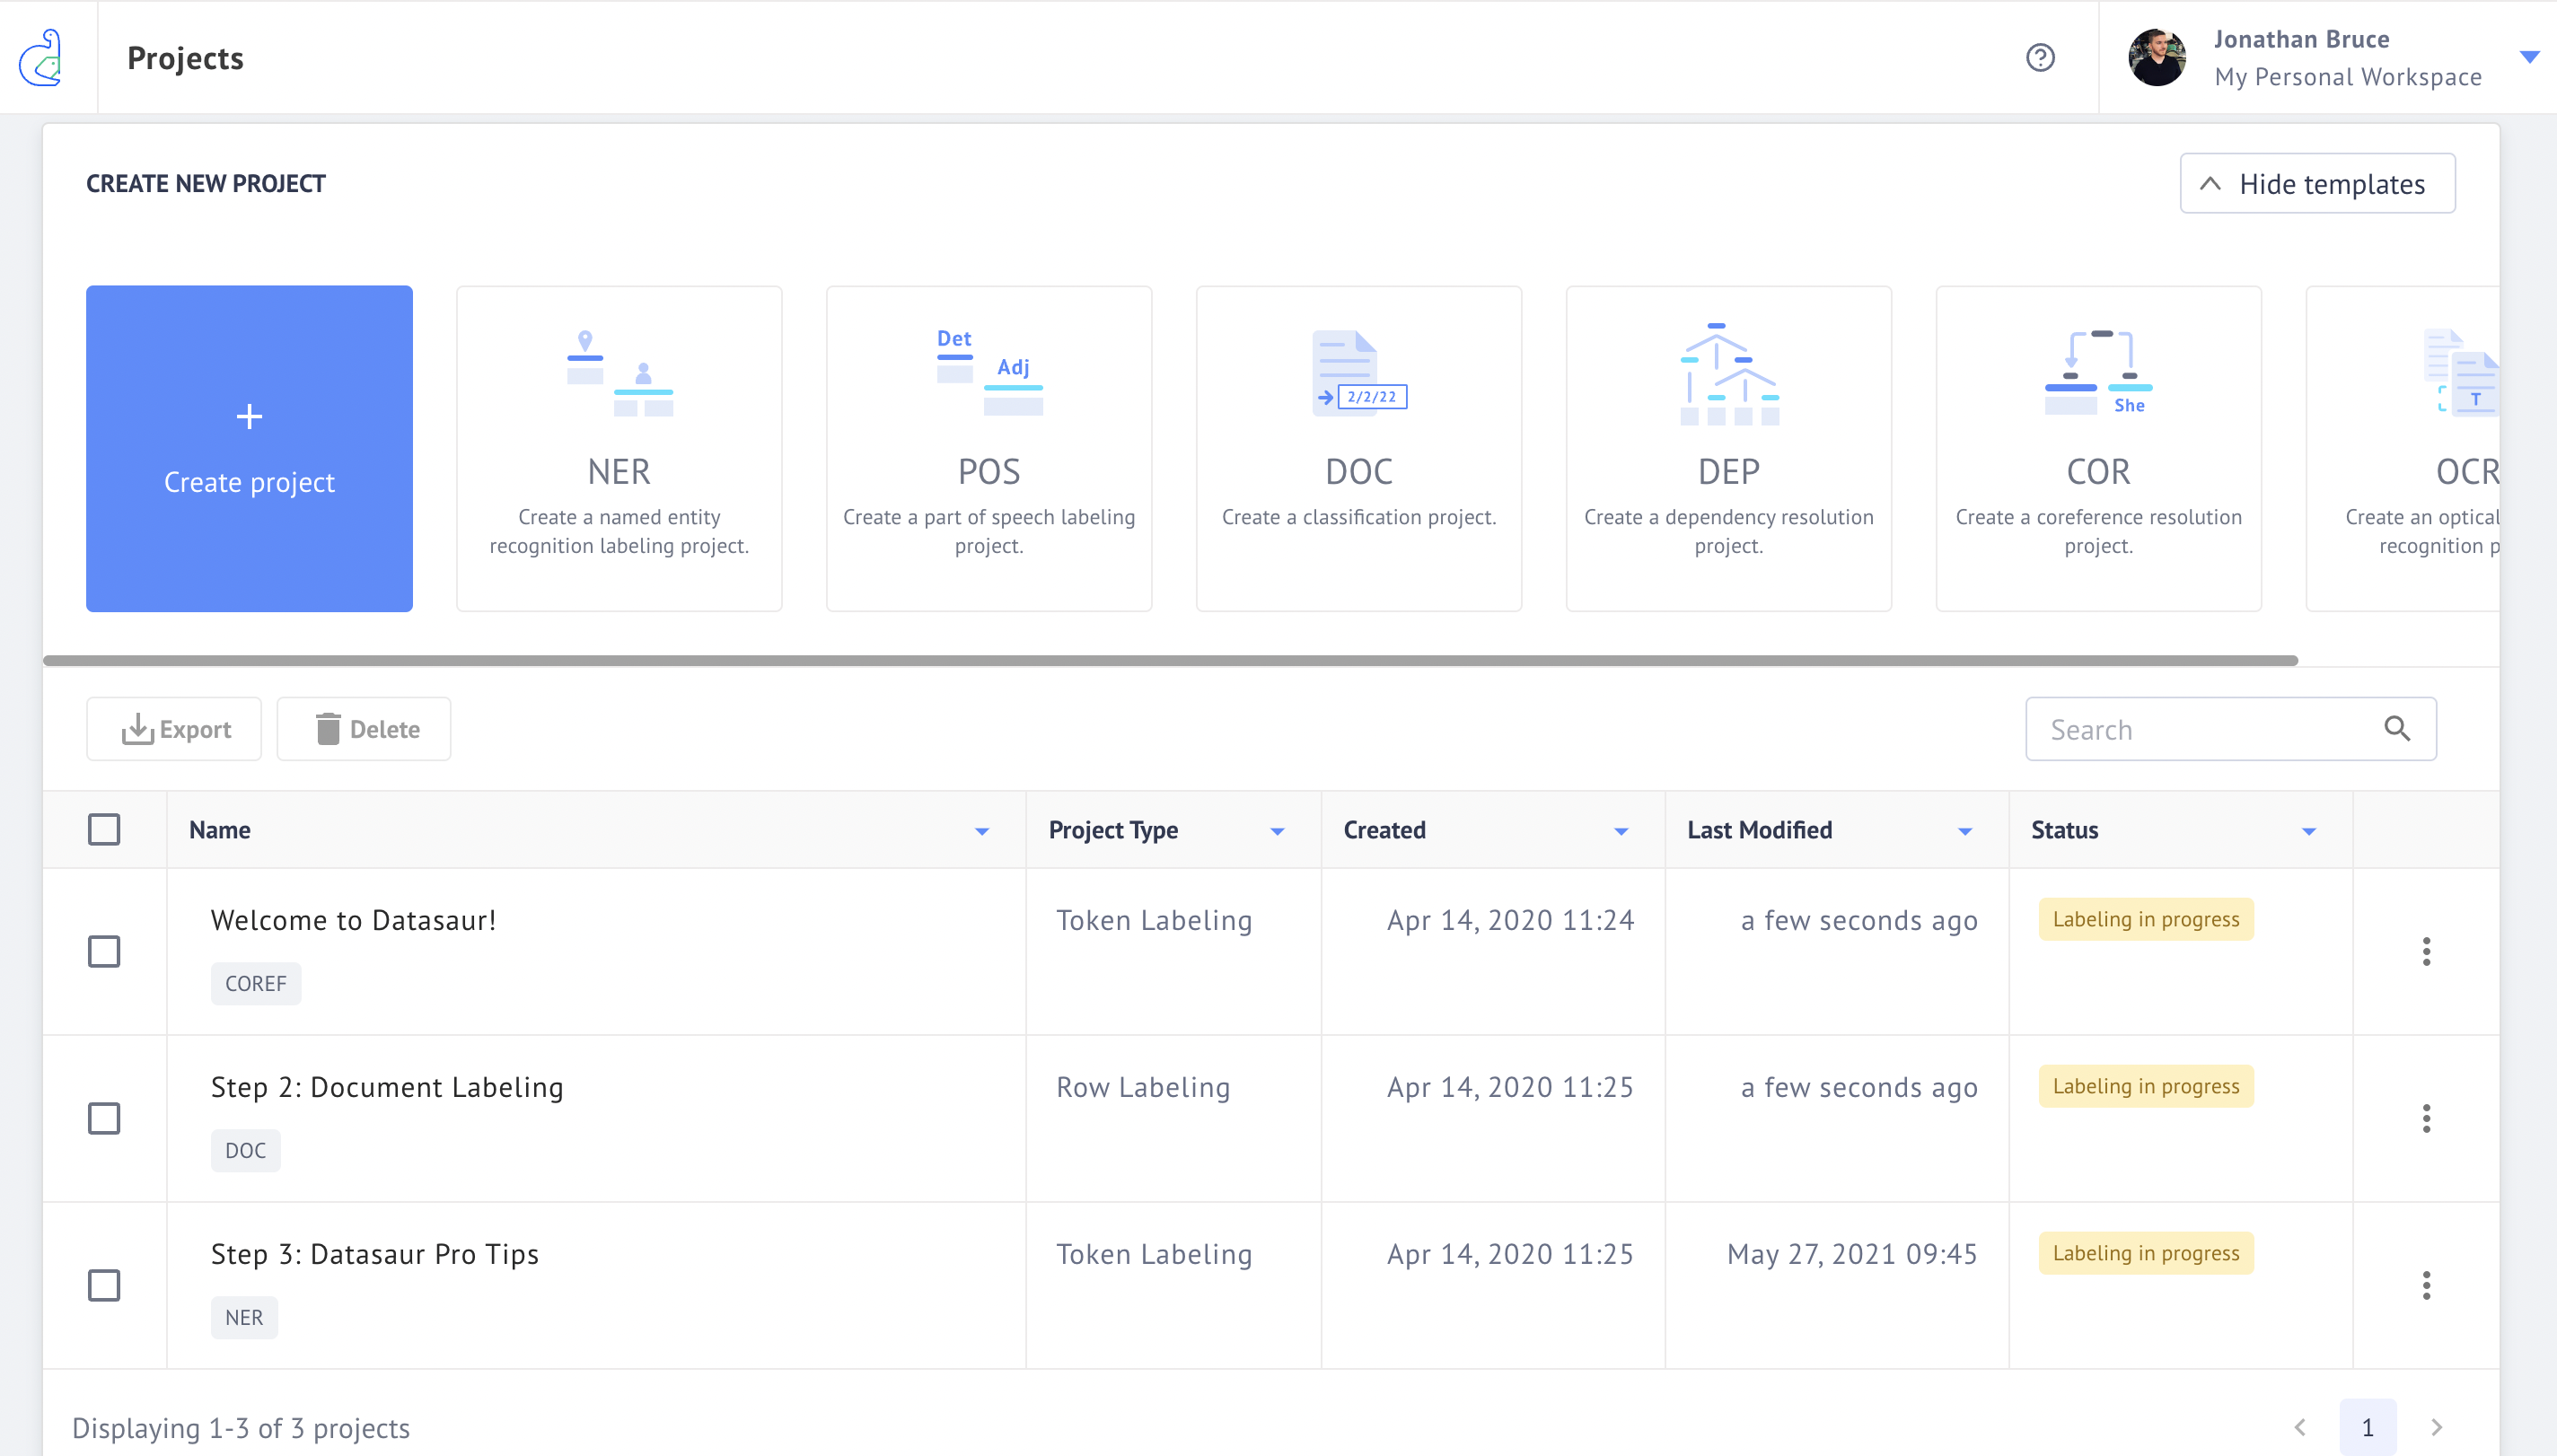 Projects
Jonathan Bruce
My Personal Workspace
CREATE NEW PROJECT
Hide templates
Create project
NER
Create a named entity
recognition labeling project.
Det
Adj
POS
Create a part of speech labeling
project.
2/2/22
DOC
Create a classification project.
DEP
Create a dependency resolution
project.
She
COR
Create a coreference resolution
project.
T
OCR
Create an optical
recognition p
Export
Delete
Search
Name
Project Type
Created
Last Modified
Status
Welcome to Datasaur!
Token Labeling
Apr 14, 2020 11:24
a few seconds ago
Labeling in progress
COREF
Step 2: Document Labeling
Row Labeling
Apr 14, 2020 11:25
a few seconds ago
Labeling in progress
DOC
Step 3: Datasaur Pro Tips
Token Labeling
Apr 14, 2020 11:25
May 27, 2021 09:45
Labeling in progress
NER
Displaying 1-3 of 3 projects
1